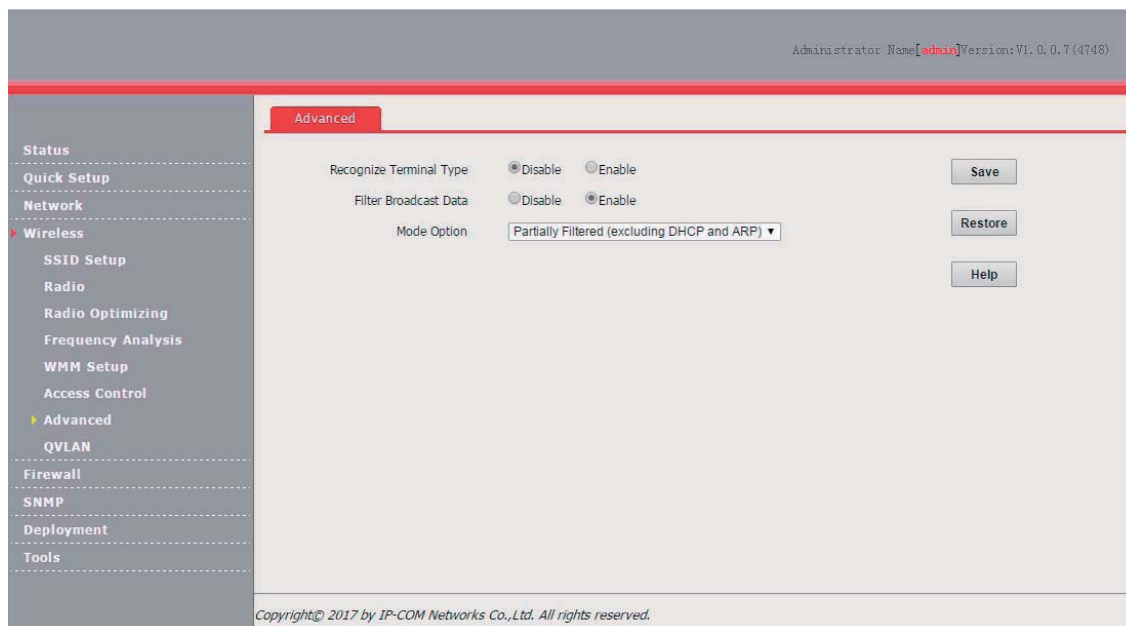 Administrator Name[admin]Version:V1.0.0.7(4748)
Advanced
Status
Quick Setup
Network
Wireless
SSID Setup
Radio
Radio Optimizing
Frequency Analysis
WMM Setup
Access Control
Advanced
QVLAN
Firewall
SNMP
Deployment
Tools
Recognize Terminal Type Disable Enable
Filter Broadcast Data Disable Enable
Mode Option Partially Filtered (excluding DHCP and ARP)
Save
Restore
Help
Copyright© 2017 by IP-COM Networks Co.,Ltd. All rights reserved.